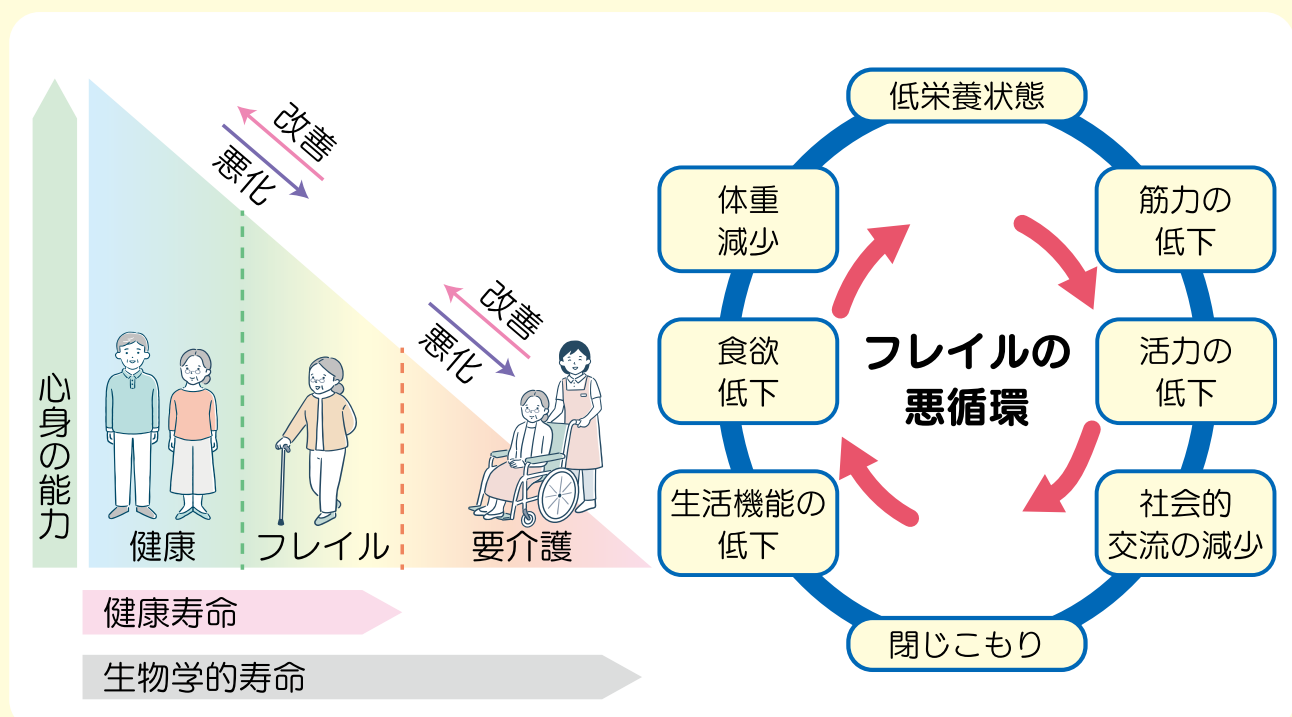 心身の能力
改善
悪化
改善
悪化
健康
フレイル
要介護
健康寿命
生物学的寿命
フレイルの
悪循環
低栄養状態
筋力の
低下
活力の
低下
社会的
交流の減少
閉じこもり
生活機能の
低下
食欲
低下
体重
減少